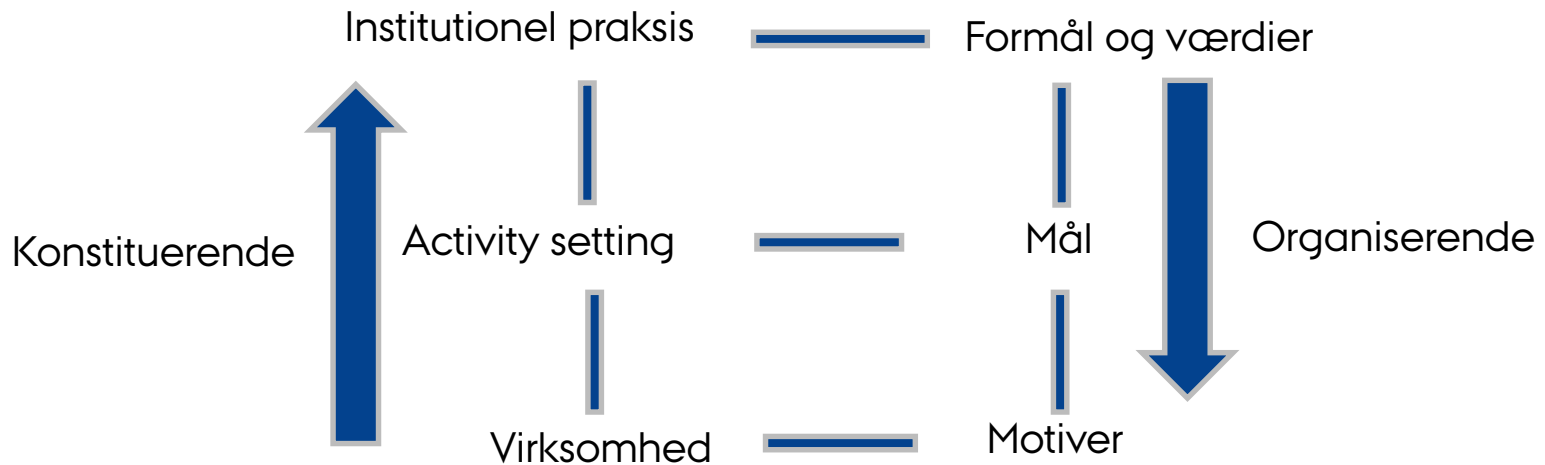 Institutionel praksis
Formål og værdier
Konstituerende
Activity setting
Mål
Organiserende
Virksomhed
Motiver